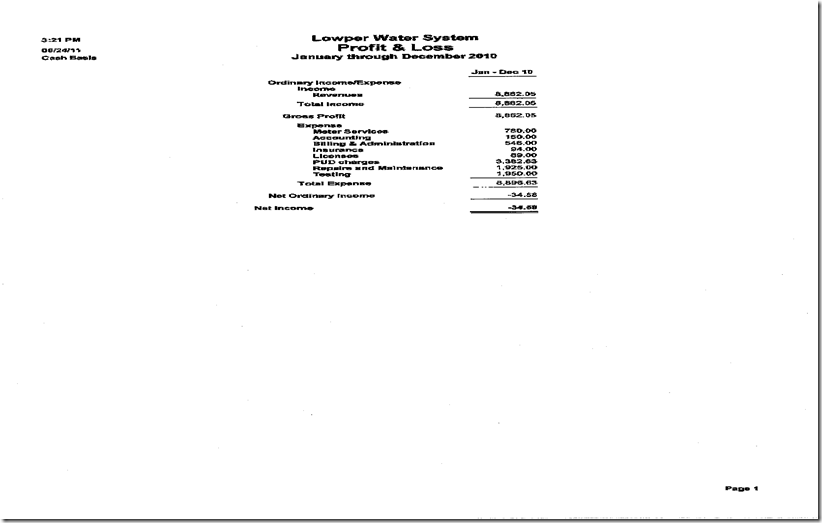 3:21 PM
08/24/11
Cash Basis
Lowper Water System
Profit & Loss
January through December 2010
Jan - Dec 10
Ordinary Income/Expense
Income
Revenues 8,862.05
Total Income 8,862.05
Gross Profit 8,862.05
Expense
Meter Services 780.00
Accounting 150.00
Billing & Administration 546.00
Insurance 94.00
Licenses 69.00
PUD charges 3,382.63
Repairs and Maintenance 1,925.00
Testing 1,950.00
Total Expense 8,896.63
Net Ordinary Income -34.58
Net Income -34.58
Page 1